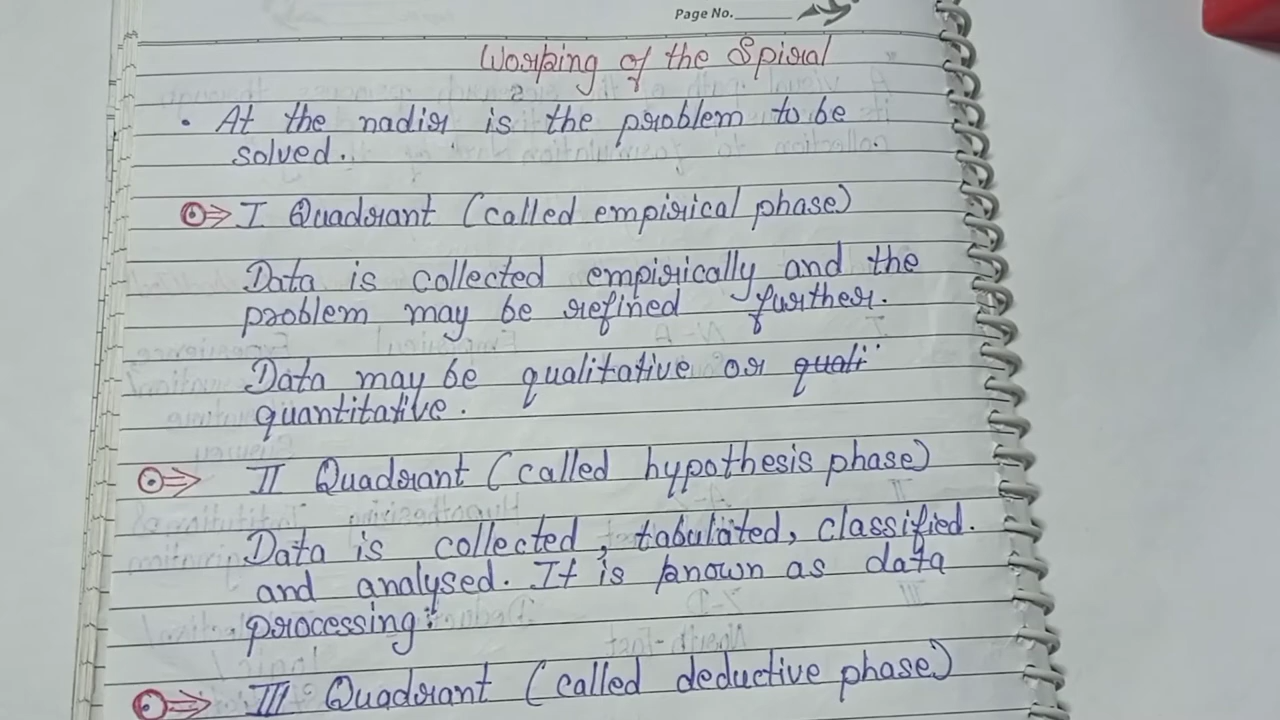 Page No.
Working of the Spiral
• At the nadir is the problem to be
solved.
I Quadrant (called empirical phase)
Data is collected empirically and the
problem may be refined further.
Data may be qualitative or quali
quantitative.
II Quadrant (called hypothesis phase)
Data is collected, tabulated, classified.
and analysed. It is known as data
processing.
III Quadrant (called deductive phase)